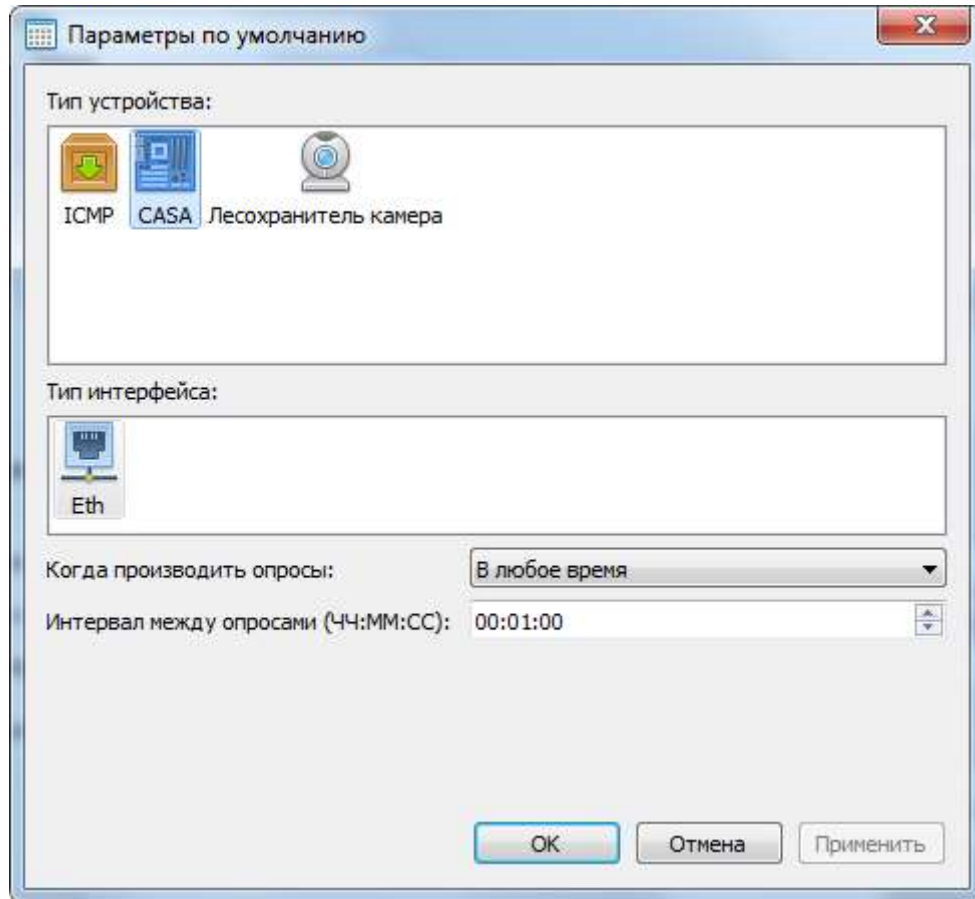 Параметры по умолчанию
Тип устройства:
ICMP CASA Лесохранитель камера
Тип интерфейса:
Eth
Когда производить опросы: В любое время
Интервал между опросами (ЧЧ:ММ:СС): 00:01:00
OK Отмена Применить